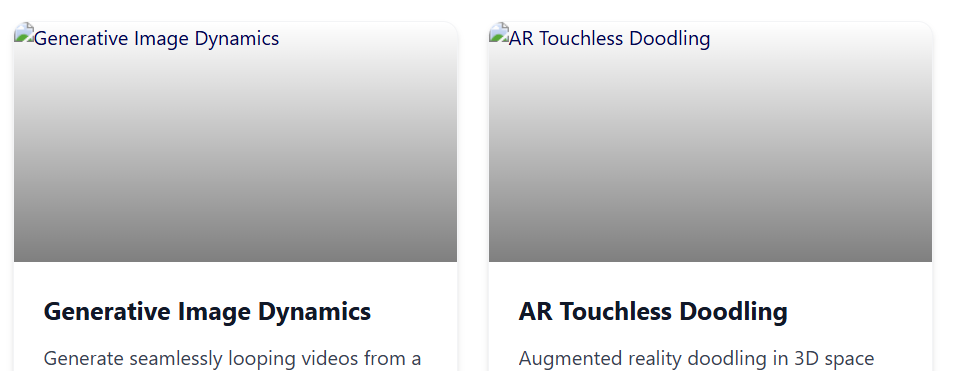 Generative Image Dynamics
AR Touchless Doodling
Generative Image Dynamics
Generate seamlessly looping videos from a
AR Touchless Doodling
Augmented reality doodling in 3D space